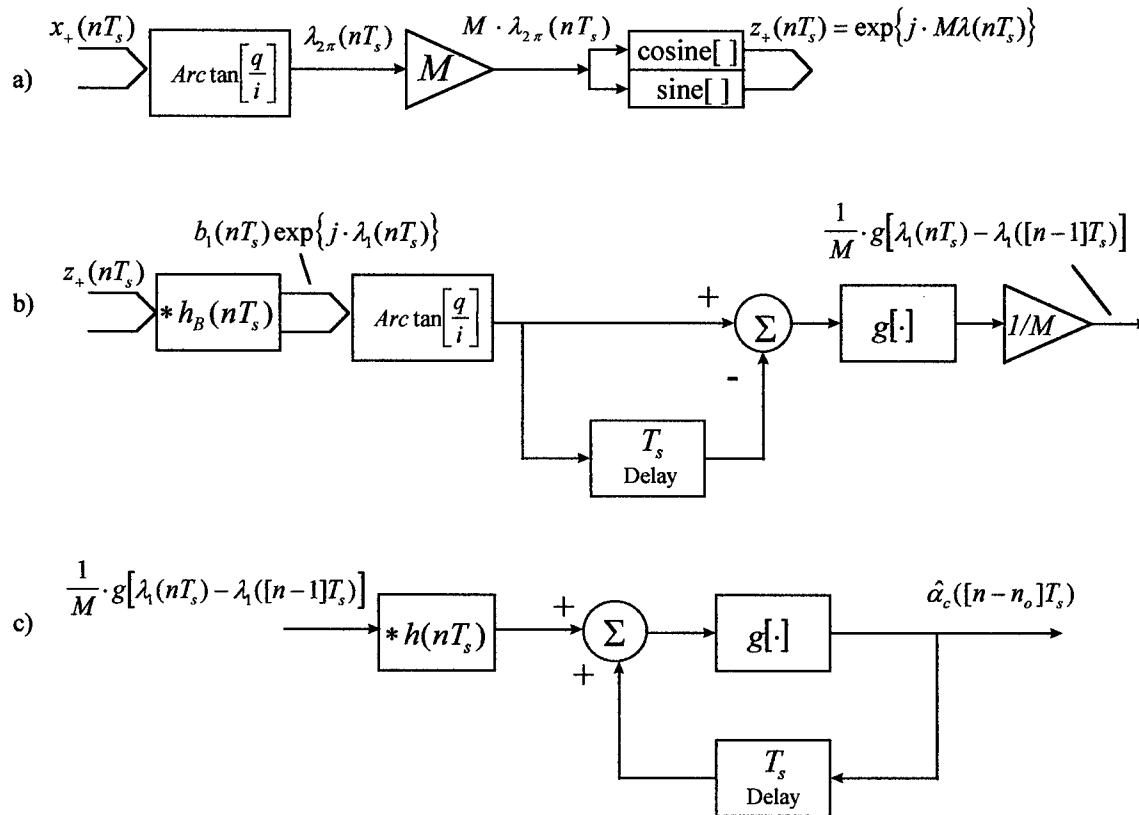 x₊(nTₛ)
λ₂π(nTₛ)
M · λ₂π(nTₛ)
z₊(nTₛ) = exp{j · Mλ(nTₛ)}
a)
Arc tan[q/i]
M
cosine[ ]
sine[ ]
b₁(nTₛ)exp{j · λ₁(nTₛ)}
1/M · g[λ₁(nTₛ) − λ₁([n−1]Tₛ)]
z₊(nTₛ)
b)
* h_B(nTₛ)
Arc tan[q/i]
+
Σ
-
g[·]
1/M
Tₛ
Delay
1/M · g[λ₁(nTₛ) − λ₁([n−1]Tₛ)]
α̂_c([n − nₒ]Tₛ)
c)
* h(nTₛ)
+
Σ
+
g[·]
Tₛ
Delay